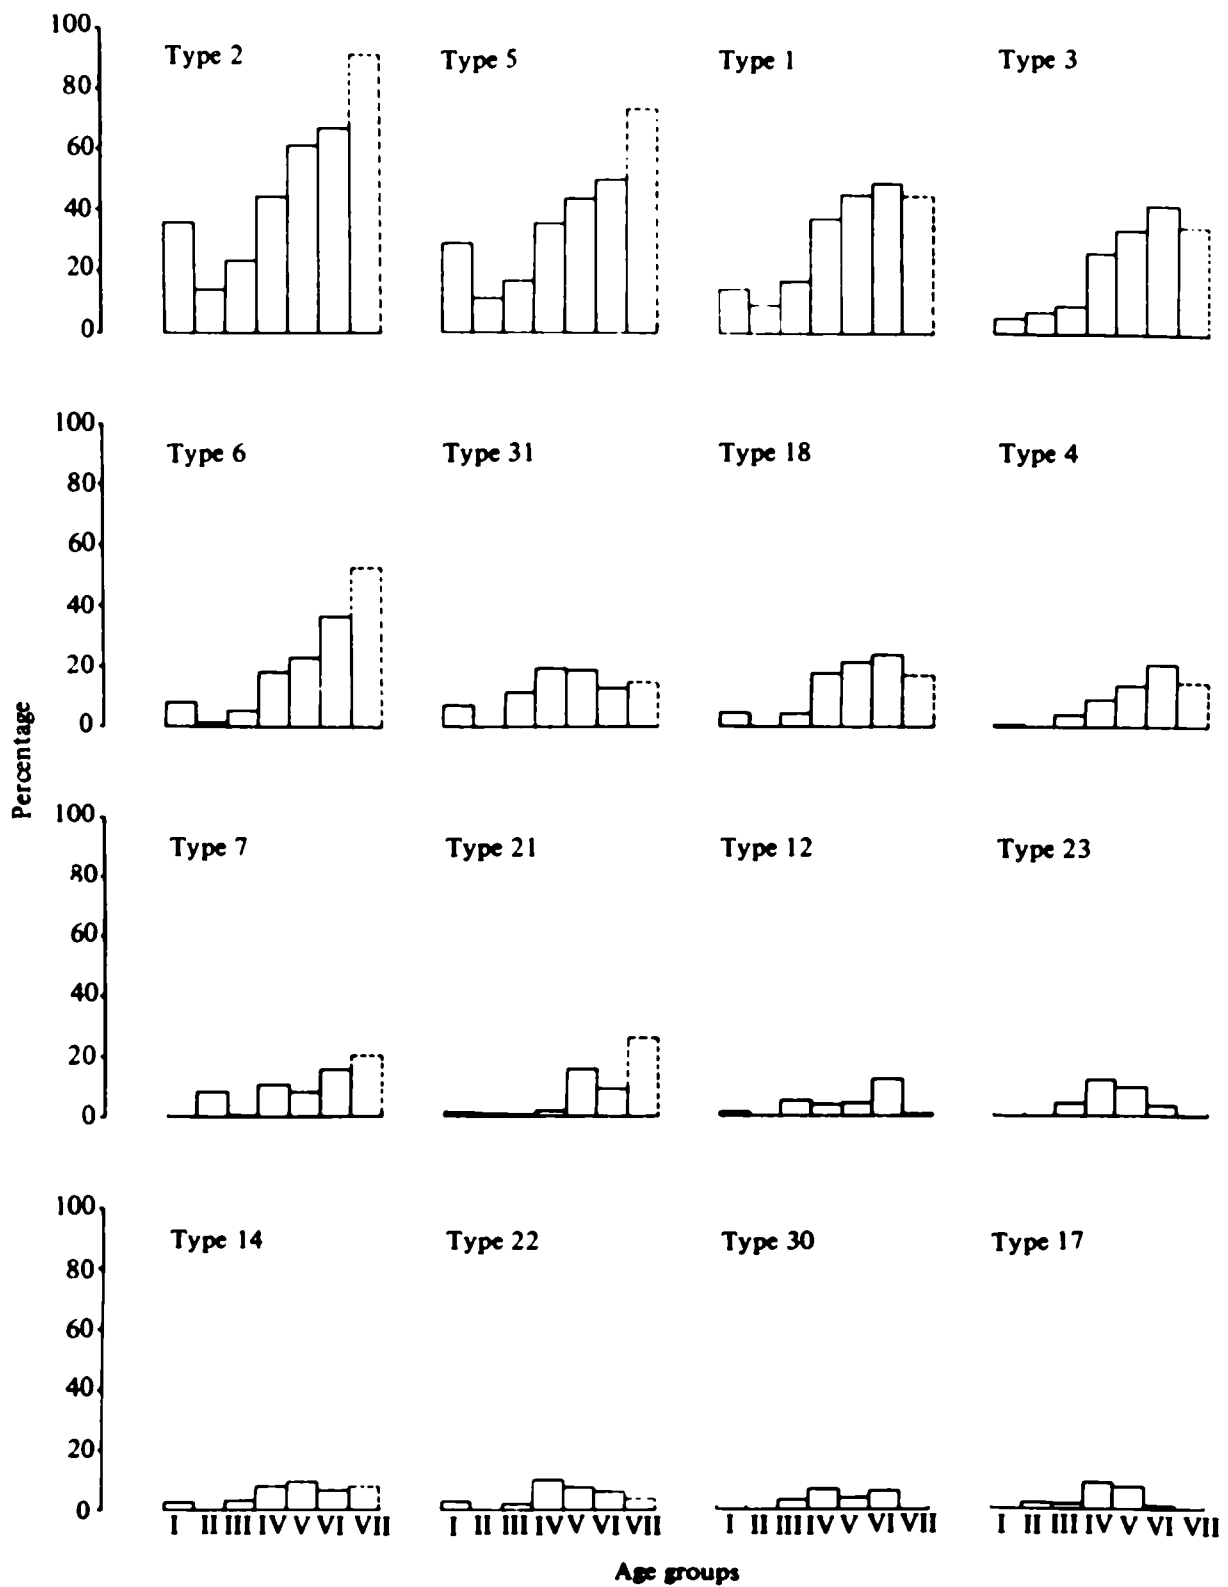 100
80
60
40
20
0
Type 2
Type 5
Type 1
Type 3
100
80
60
40
20
0
Type 6
Type 31
Type 18
Type 4
Percentage
100
80
60
40
20
0
Type 7
Type 21
Type 12
Type 23
100
80
60
40
20
0
Type 14
Type 22
Type 30
Type 17
I II III IV V VI VII
I II III IV V VI VII
I II III IV V VI VII
I II III IV V VI VII
Age groups